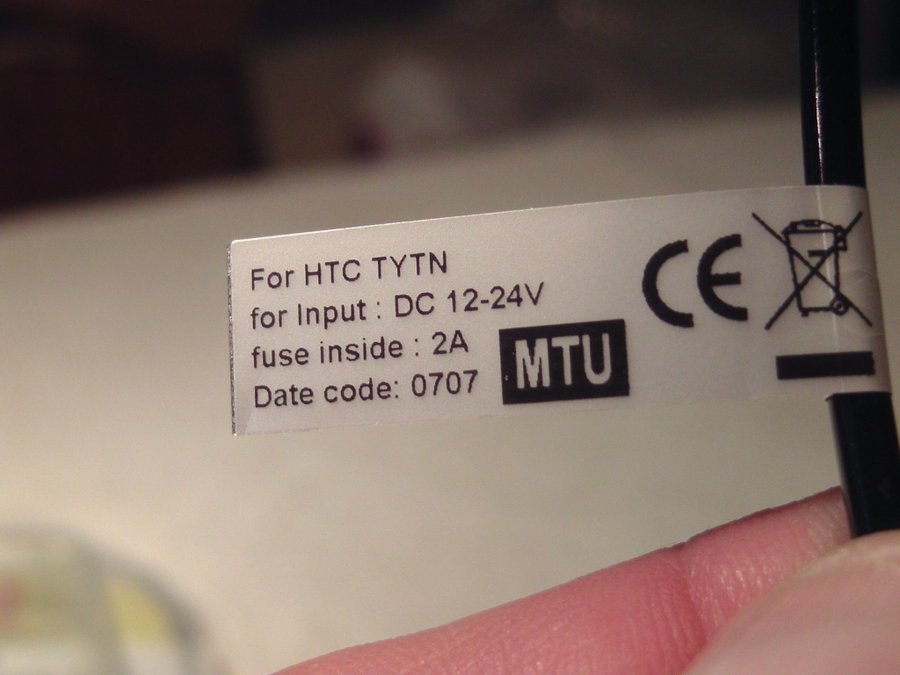 For HTC TYTN
for Input : DC 12-24V
fuse inside : 2A
Date code: 0707
MTU
CE